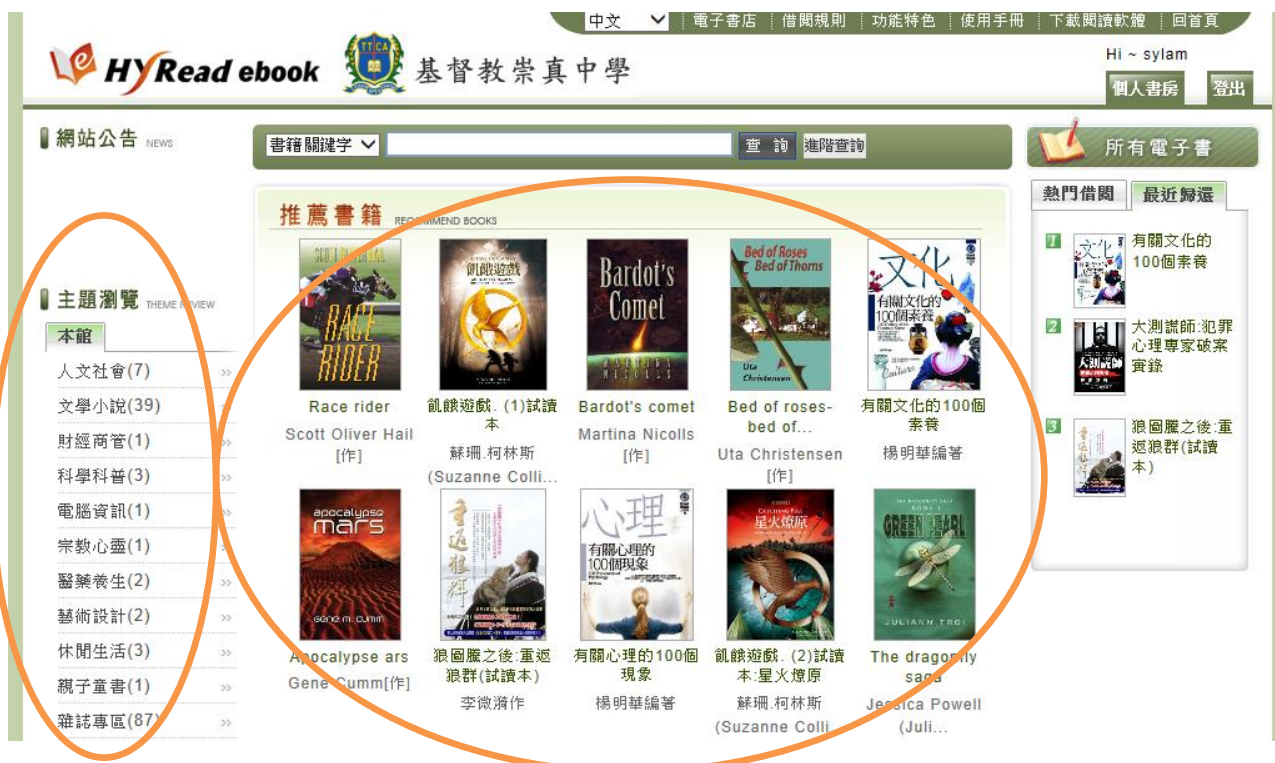 中文
電子書店
借閱規則
功能特色
使用手冊
下載閱讀軟體
回首頁
HyRead ebook
TTCA
基督教崇真中學
Hi ~ sylam
個人書房
登出
網站公告 NEWS
書籍關鍵字
查 詢
進階查詢
所有電子書
主題瀏覽 THEME REVIEW
本館
人文社會(7)
文學小說(39)
財經商管(1)
科學科普(3)
電腦資訊(1)
宗教心靈(1)
醫藥養生(2)
藝術設計(2)
休閒生活(3)
親子童書(1)
雜誌專區(87)
推薦書籍 RECOMMEND BOOKS
RACE
RIDER
飢餓遊戲
Bardot's
Comet
MARTINA
NICOLLS
Bed of Roses
Bed of Thorns
Uta
Christensen
文化
有關文化的
100個素養
Culture
Race rider
Scott Oliver Hail
[作]
飢餓遊戲. (1)試讀
本
蘇珊.柯林斯
(Suzanne Colli...
Bardot's comet
Martina Nicolls
[作]
Bed of roses-
bed of...
Uta Christensen
[作]
有關文化的100個
素養
楊明華編著
apocalypse
mars
gene m. cumm
重返狼群
心理
有關心理的
100個現象
CATCHING FIRE
星火燎原
GREEN PEARL
JULIANN TROI
Apocalypse ars
Gene Cumm[作]
狼圖騰之後:重返
狼群(試讀本)
李微漪作
有關心理的100個
現象
楊明華編著
飢餓遊戲. (2)試讀
本:星火燎原
蘇珊.柯林斯
(Suzanne Colli
The dragonfly
saga
Jessica Powell
(Juli...
熱門借閱
最近歸還
1
有關文化的
100個素養
2
大測謊師:犯罪
心理專家破案
實錄
3
狼圖騰之後:重
返狼群(試讀
本)